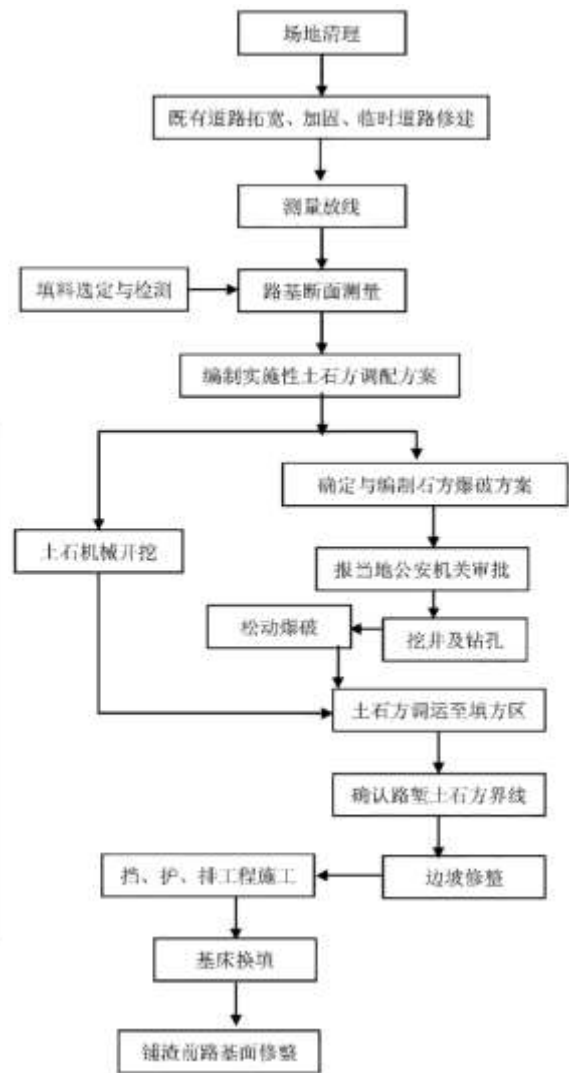 场地清理
既有道路拓宽、加固、临时道路修建
测量放线
填料选定与检测
路基断面测量
编制实施性土石方调配方案
确定与编制石方爆破方案
土石机械开挖
报当地公安机关审批
松动爆破
挖井及钻孔
土石方调运至填方区
确认路堑土石方界线
挡、护、排工程施工
边坡修整
基床换填
铺渣前路基面修整